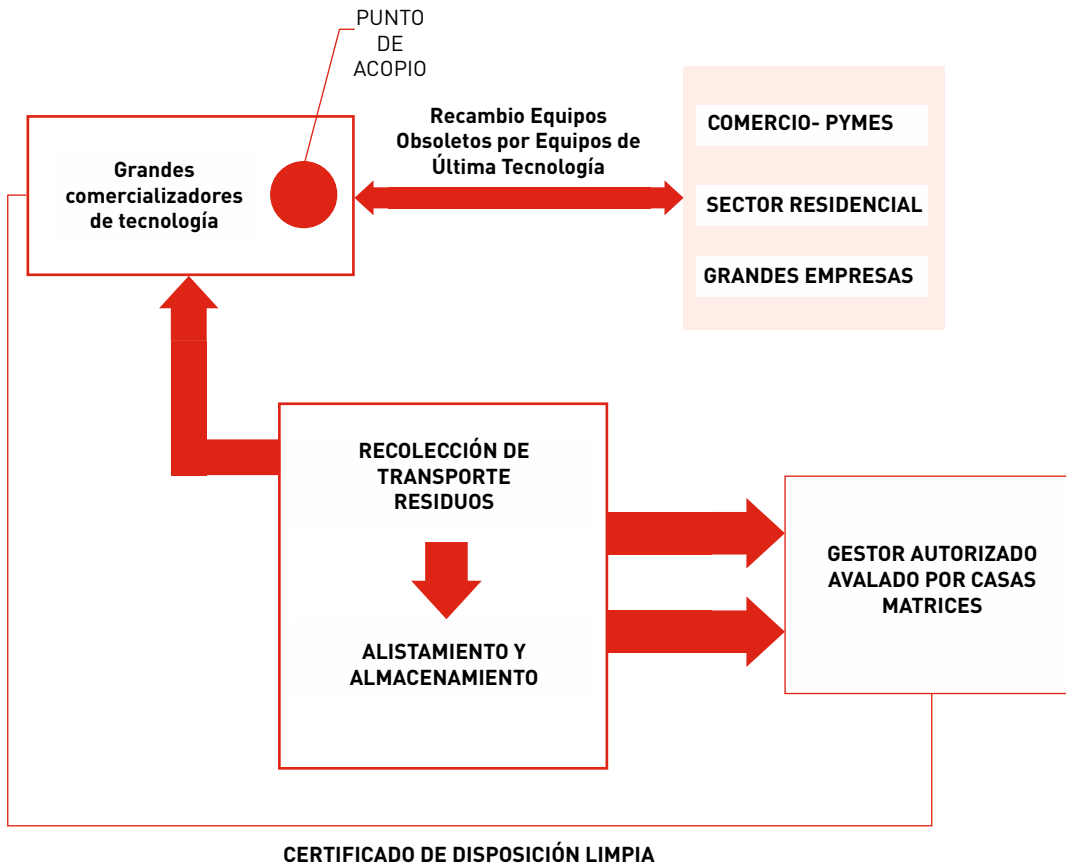 PUNTO
DE
ACOPIO
Grandes
comercializadores
de tecnología
Recambio Equipos
Obsoletos por Equipos de
Última Tecnología
COMERCIO- PYMES
SECTOR RESIDENCIAL
GRANDES EMPRESAS
RECOLECCIÓN DE
TRANSPORTE
RESIDUOS
ALISTAMIENTO Y
ALMACENAMIENTO
GESTOR AUTORIZADO
AVALADO POR CASAS
MATRICES
CERTIFICADO DE DISPOSICIÓN LIMPIA